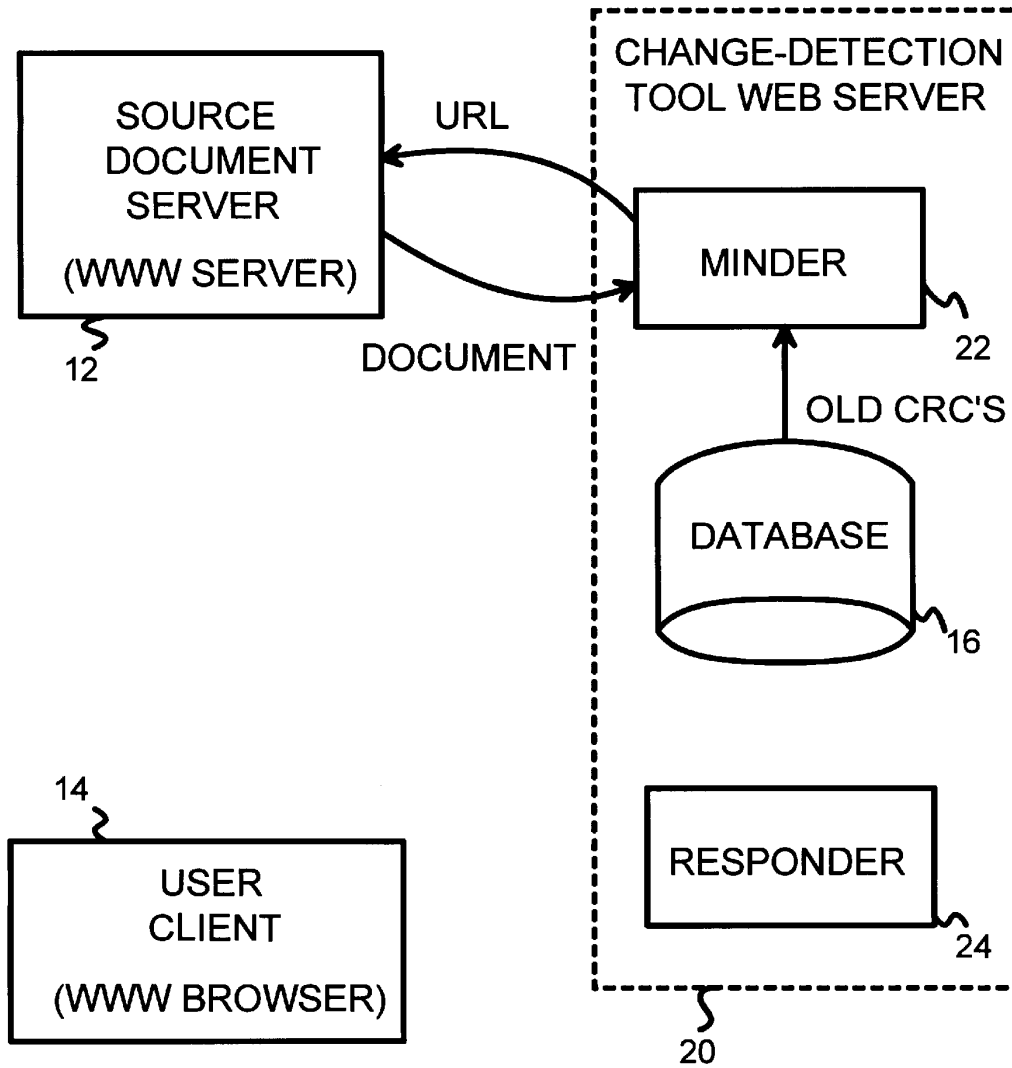 CHANGE-DETECTION
TOOL WEB SERVER
SOURCE
DOCUMENT
SERVER
(WWW SERVER)
12
URL
DOCUMENT
MINDER
22
OLD CRC'S
DATABASE
16
14
USER
CLIENT
(WWW BROWSER)
RESPONDER
24
20